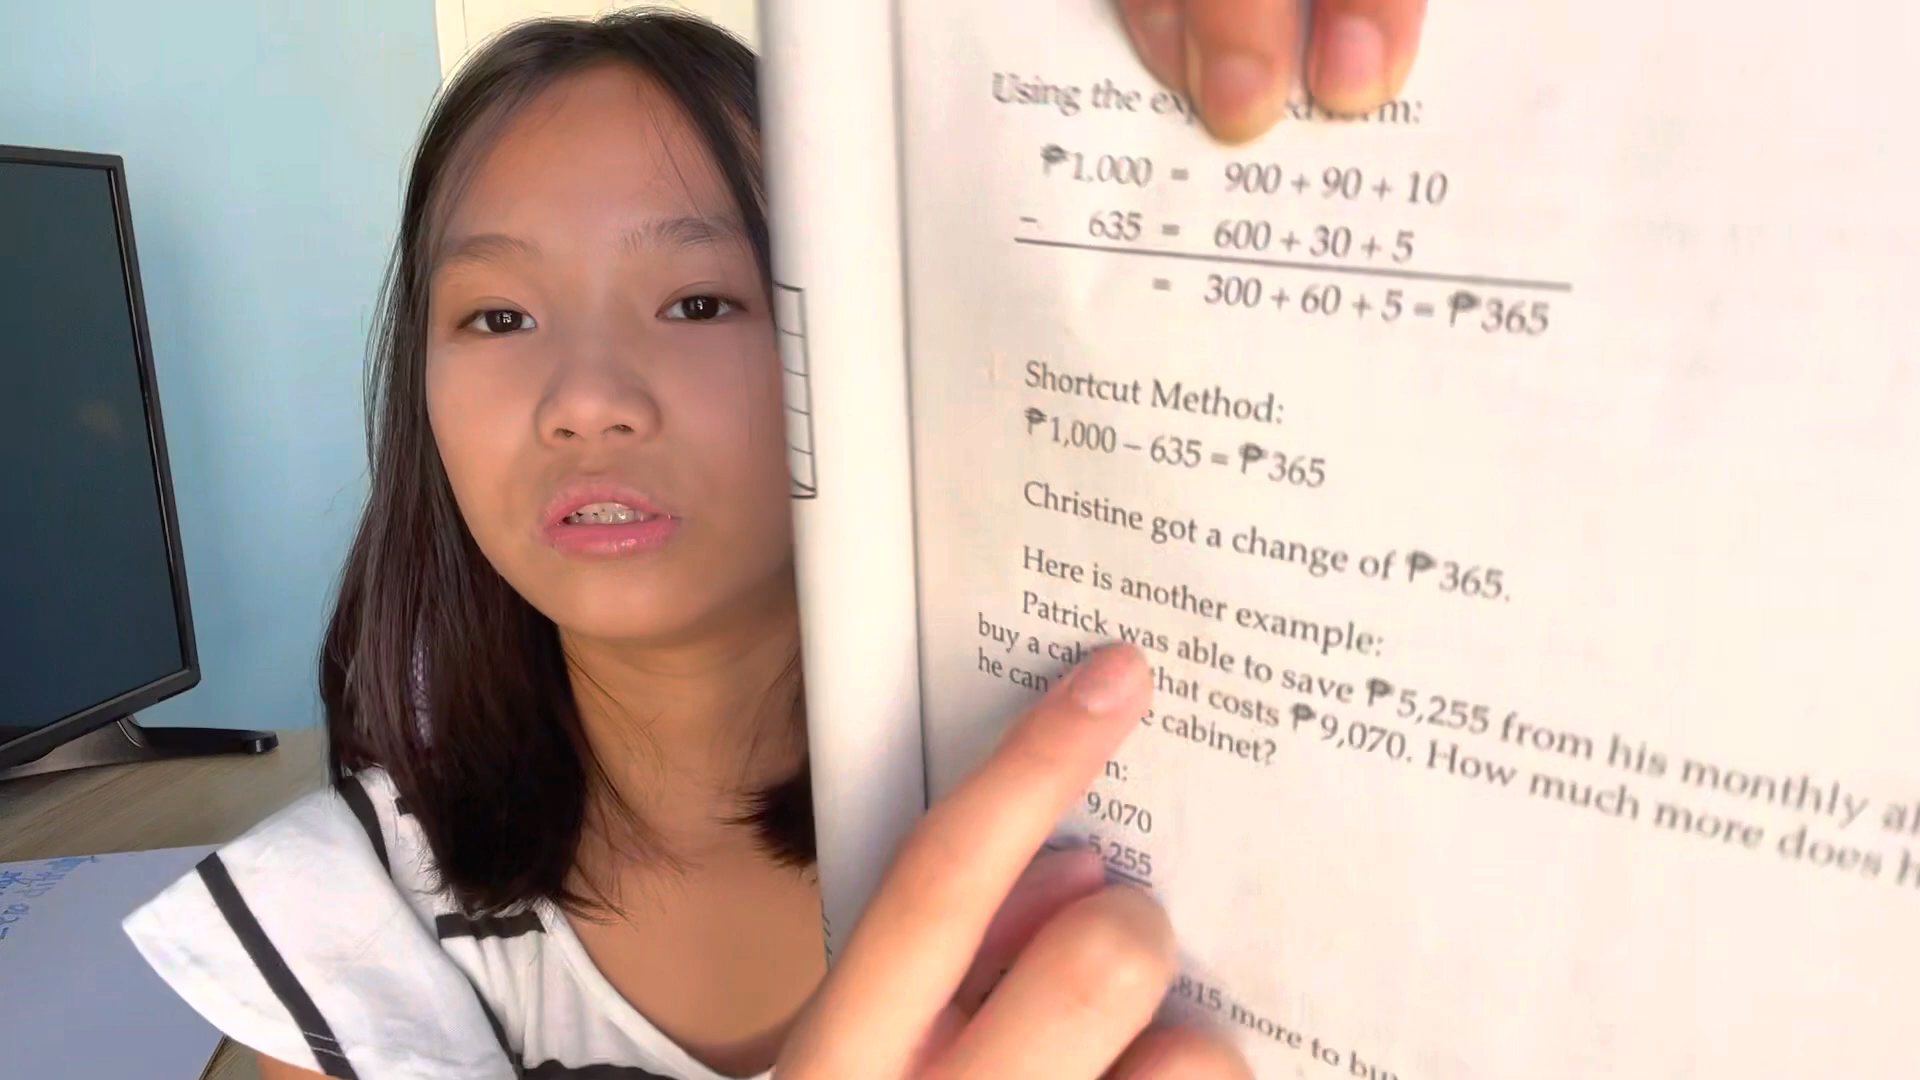 Using the
₱1,000 = 900 + 90 + 10
- 635 = 600 + 30 + 5
= 300 + 60 + 5 = ₱365
Shortcut Method:
₱1,000 – 635 = ₱365
Christine got a change of ₱365.
Here is another example:
Patrick was able to save ₱5,255 from his monthly
buy a that costs ₱9,070. How much more does
he can cabinet?
9,070
5,255
815 more to